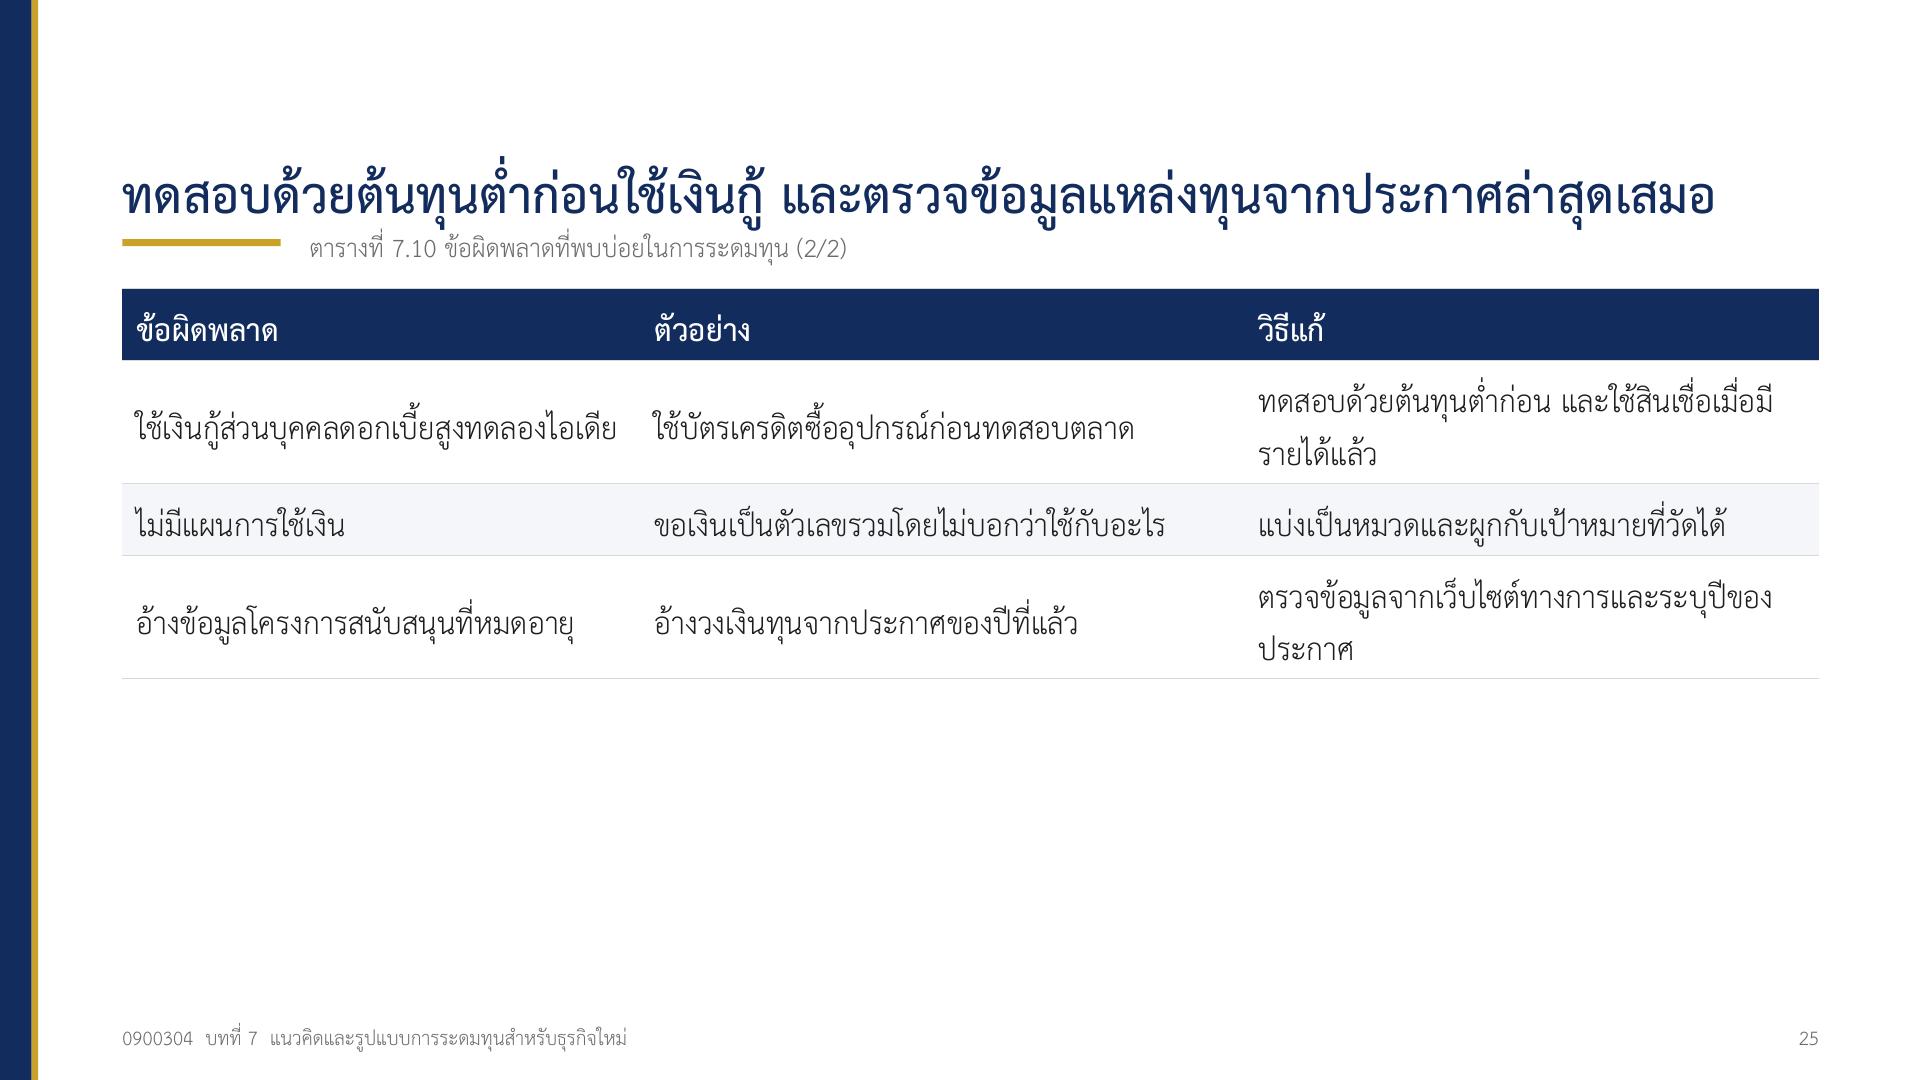 ทดสอบด้วยต้นทุนต่ำก่อนใช้เงินกู้ และตรวจข้อมูลแหล่งทุนจากประกาศล่าสุดเสมอ
ตารางที่ 7.10 ข้อผิดพลาดที่พบบ่อยในการระดมทุน (2/2)
ข้อผิดพลาด ตัวอย่าง วิธีแก้
ใช้เงินกู้ส่วนบุคคลดอกเบี้ยสูงทดลองไอเดีย ใช้บัตรเครดิตซื้ออุปกรณ์ก่อนทดสอบตลาด ทดสอบด้วยต้นทุนต่ำก่อน และใช้สินเชื่อเมื่อมี
รายได้แล้ว
ไม่มีแผนการใช้เงิน ขอเงินเป็นตัวเลขรวมโดยไม่บอกว่าใช้กับอะไร แบ่งเป็นหมวดและผูกกับเป้าหมายที่วัดได้
อ้างข้อมูลโครงการสนับสนุนที่หมดอายุ อ้างวงเงินทุนจากประกาศของปีที่แล้ว ตรวจข้อมูลจากเว็บไซต์ทางการและระบุปีของ
ประกาศ
0900304 บทที่ 7 แนวคิดและรูปแบบการระดมทุนสำหรับธุรกิจใหม่ 25